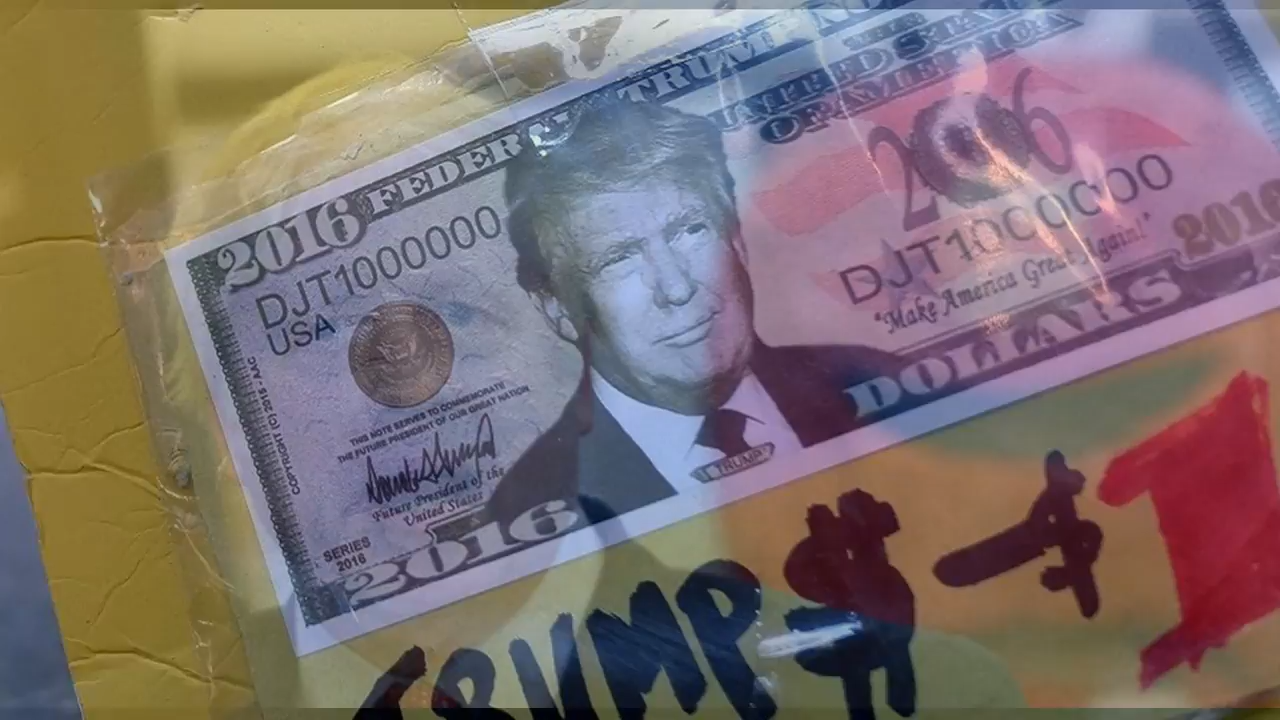 2016 FEDERAL TRUMP NO
UNITED STATES
OF AMERICA
DJT1000000
USA
2016
DJT1000000
"Make America Great Again!"
2016
DOLLARS
COPYRIGHT (C) 2015 - AAC
THIS NOTE SERVES TO COMMEMORATE
THE FUTURE PRESIDENT OF OUR GREAT NATION
Future President of the
United States
TRUMP
SERIES
2016
2016
TRUMP $ → 1